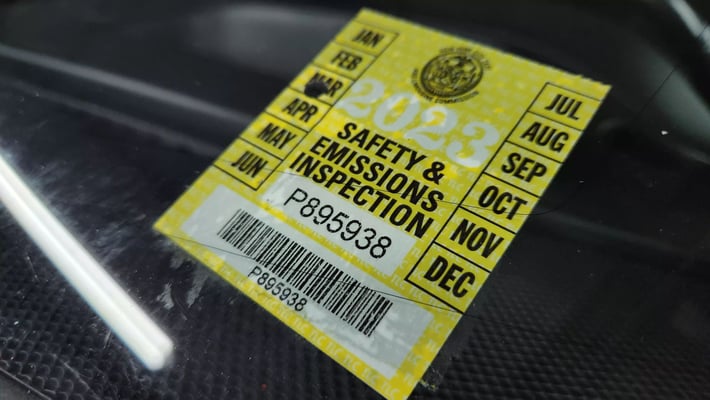 JAN
FEB
MAR
APR
MAY
JUN
2023
SAFETY &
EMISSIONS
INSPECTION
P895938
P895938
JUL
AUG
SEP
OCT
NOV
DEC